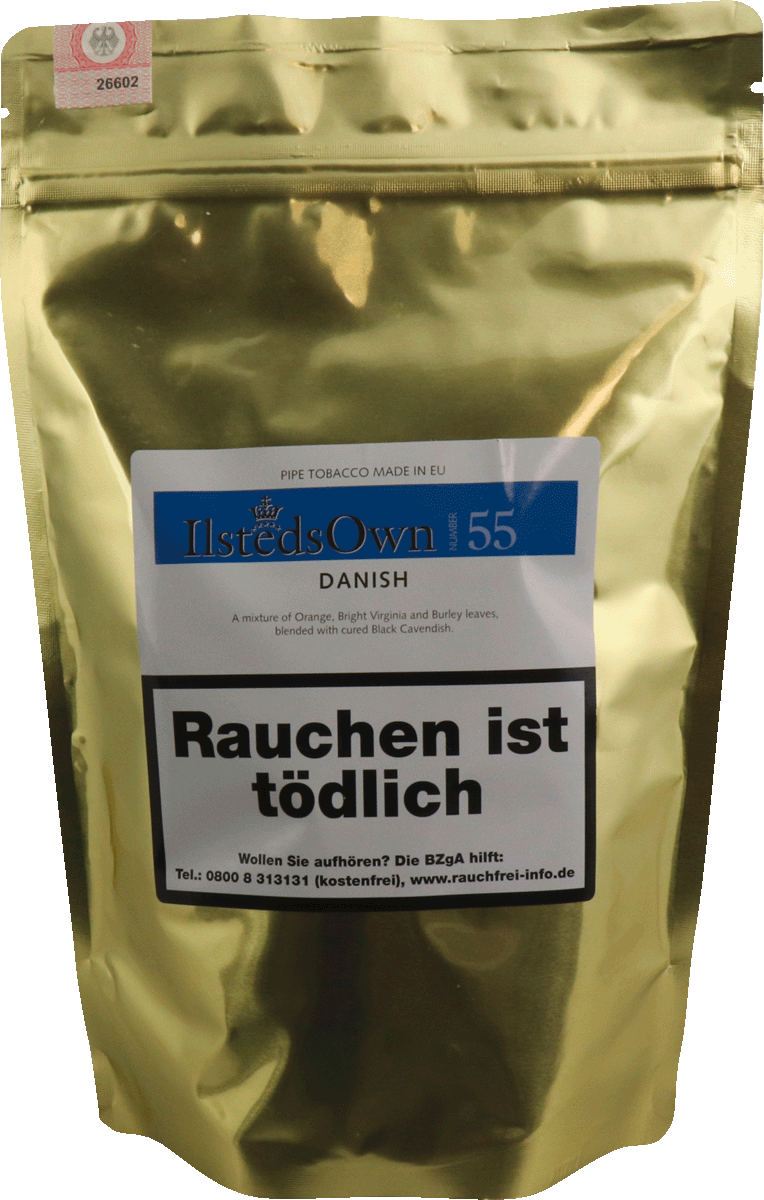 26602
PIPE TOBACCO MADE IN EU
IlstedsOwn NUMBER 55
DANISH
A mixture of Orange, Bright Virginia and Burley leaves,
blended with cured Black Cavendish.
Rauchen ist
tödlich
Wollen Sie aufhören? Die BZgA hilft:
Tel.: 0800 8 313131 (kostenfrei), www.rauchfrei-info.de